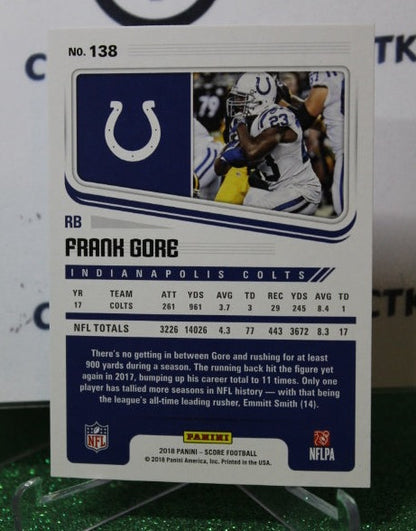 NO. 138
79
23
RB
FRANK GORE
INDIANAPOLIS COLTS
YR TEAM ATT YDS AVG TD REC YDS AVG TD
17 COLTS 261 961 3.7 3 29 245 8.4 1
NFL TOTALS 3226 14026 4.3 77 443 3672 8.3 17
There's no getting in between Gore and rushing for at least
900 yards during a season. The running back hit the figure yet
again in 2017, bumping up his career total to 11 times. Only one
player has tallied more seasons in NFL history — with that being
the league's all-time leading rusher, Emmitt Smith (14).
NFL
PANINI
NFLPA
2018 PANINI - SCORE FOOTBALL
© 2018 Panini America, Inc. Printed in the USA.